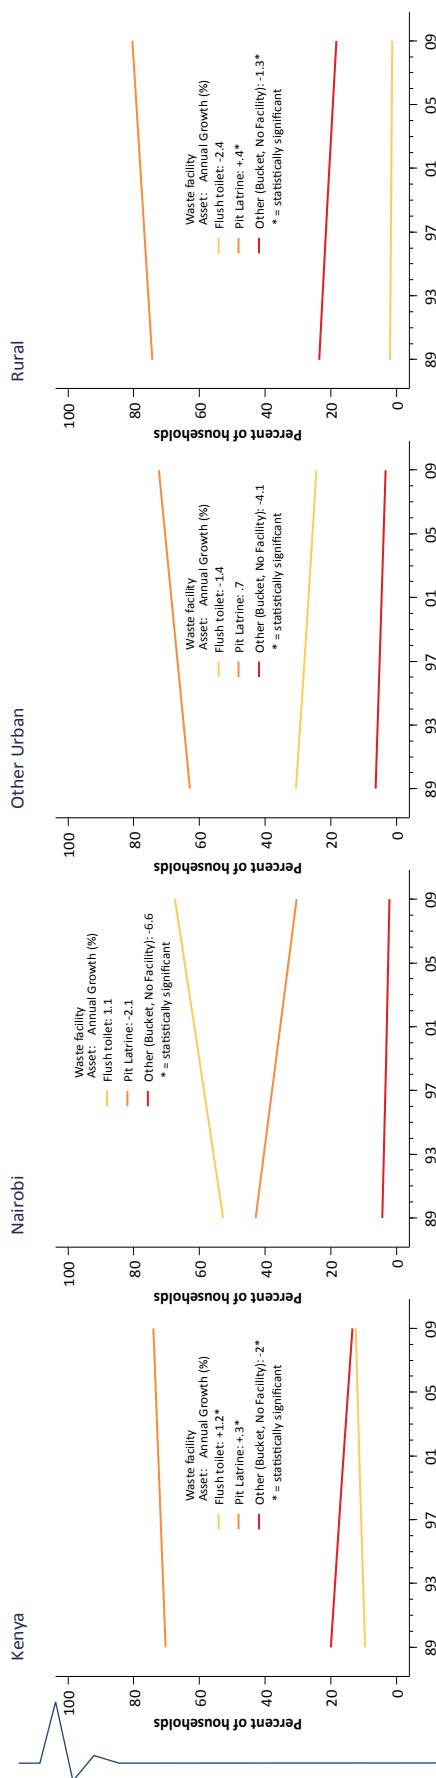 Kenya
Percent of households
100
80
60
40
20
0
Waste facility
Asset: Annual Growth (%)
Flush toilet: +1.2*
Pit Latrine: +.3*
Other (Bucket, No Facility): -2*
* = statistically significant
89 93 97 01 05 09
Nairobi
Percent of households
100
80
60
40
20
0
Waste facility
Asset: Annual Growth (%)
Flush toilet: 1.1
Pit Latrine: -2.1
Other (Bucket, No Facility): -6.6
* = statistically significant
89 93 97 01 05 09
Other Urban
Percent of households
100
80
60
40
20
0
Waste facility
Asset: Annual Growth (%)
Flush toilet: -1.4
Pit Latrine: .7
Other (Bucket, No Facility): -4.1
* = statistically significant
89 93 97 01 05 09
Rural
Percent of households
100
80
60
40
20
0
Waste facility
Asset: Annual Growth (%)
Flush toilet: -2.4
Pit Latrine: +.4*
Other (Bucket, No Facility): -1.3*
* = statistically significant
89 93 97 01 05 09